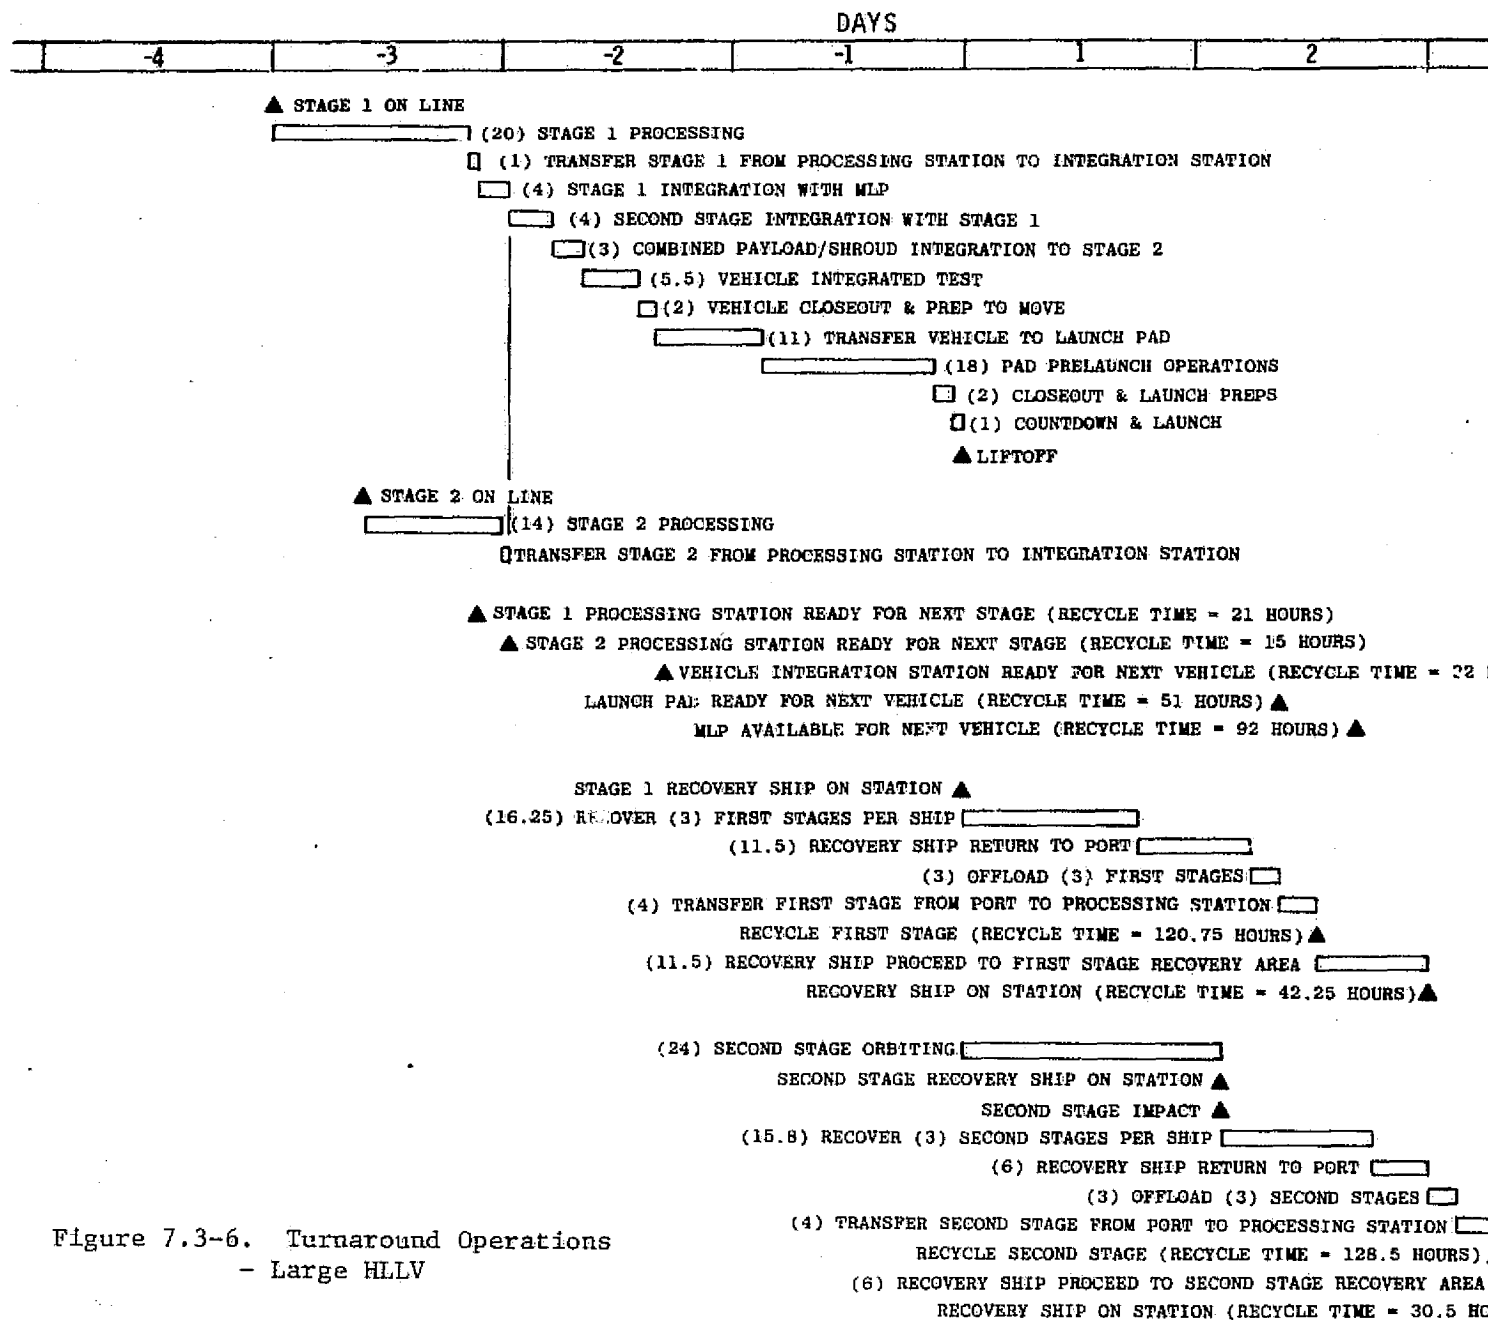 DAYS
-4 -3 -2 -1 1 2
STAGE 1 ON LINE
(20) STAGE 1 PROCESSING
(1) TRANSFER STAGE 1 FROM PROCESSING STATION TO INTEGRATION STATION
(4) STAGE 1 INTEGRATION WITH MLP
(4) SECOND STAGE INTEGRATION WITH STAGE 1
(3) COMBINED PAYLOAD/SHROUD INTEGRATION TO STAGE 2
(5.5) VEHICLE INTEGRATED TEST
(2) VEHICLE CLOSEOUT & PREP TO MOVE
(11) TRANSFER VEHICLE TO LAUNCH PAD
(18) PAD PRELAUNCH OPERATIONS
(2) CLOSEOUT & LAUNCH PREPS
(1) COUNTDOWN & LAUNCH
LIFTOFF
STAGE 2 ON LINE
(14) STAGE 2 PROCESSING
TRANSFER STAGE 2 FROM PROCESSING STATION TO INTEGRATION STATION
STAGE 1 PROCESSING STATION READY FOR NEXT STAGE (RECYCLE TIME = 21 HOURS)
STAGE 2 PROCESSING STATION READY FOR NEXT STAGE (RECYCLE TIME = 15 HOURS)
VEHICLE INTEGRATION STATION READY FOR NEXT VEHICLE (RECYCLE TIME =
LAUNCH PAD READY FOR NEXT VEHICLE (RECYCLE TIME = 51 HOURS)
MLP AVAILABLE FOR NEXT VEHICLE (RECYCLE TIME = 92 HOURS)
STAGE 1 RECOVERY SHIP ON STATION
(16.25) RECOVER (3) FIRST STAGES PER SHIP
(11.5) RECOVERY SHIP RETURN TO PORT
(3) OFFLOAD (3) FIRST STAGES
(4) TRANSFER FIRST STAGE FROM PORT TO PROCESSING STATION
RECYCLE FIRST STAGE (RECYCLE TIME = 120.75 HOURS)
(11.5) RECOVERY SHIP PROCEED TO FIRST STAGE RECOVERY AREA
RECOVERY SHIP ON STATION (RECYCLE TIME = 42.25 HOURS)
(24) SECOND STAGE ORBITING
SECOND STAGE RECOVERY SHIP ON STATION
SECOND STAGE IMPACT
(15.8) RECOVER (3) SECOND STAGES PER SHIP
(6) RECOVERY SHIP RETURN TO PORT
(3) OFFLOAD (3) SECOND STAGES
(4) TRANSFER SECOND STAGE FROM PORT TO PROCESSING STATION
RECYCLE SECOND STAGE (RECYCLE TIME = 128.5 HOURS)
(6) RECOVERY SHIP PROCEED TO SECOND STAGE RECOVERY AREA
RECOVERY SHIP ON STATION (RECYCLE TIME = 30.5 HO
Figure 7.3-6. Turnaround Operations
- Large HLLV